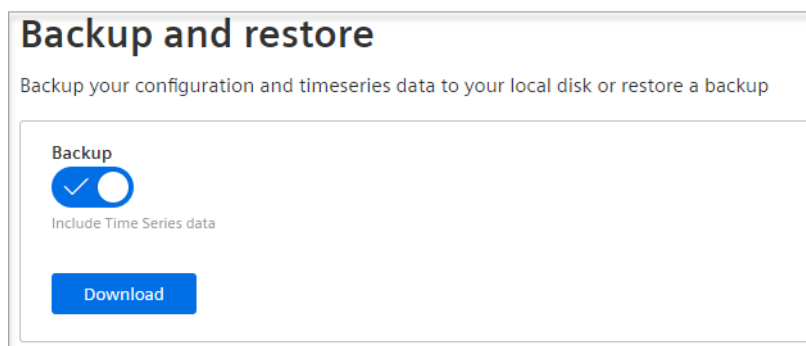 Backup and restore
Backup your configuration and timeseries data to your local disk or restore a backup
Backup
Include Time Series data
Download